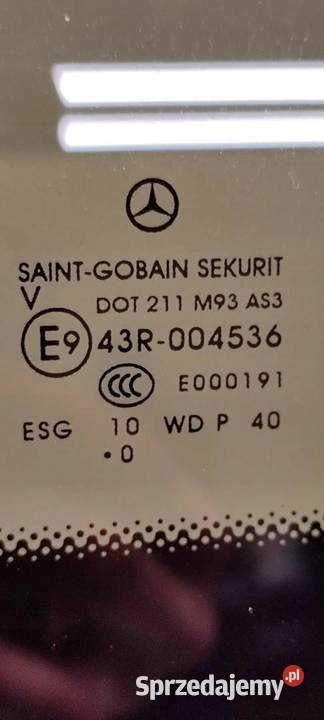 SAINT-GOBAIN SEKURIT
V DOT 211 M93 AS3
E9 43R-004536
CCC E000191
ESG 10 WD P 40
·0
Sprzedajemy.pl